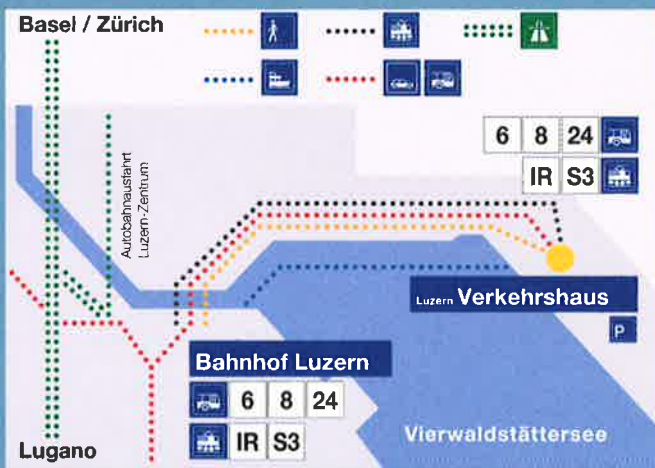 Basel / Zürich
Autobahnausfahrt
Luzern-Zentrum
6 8 24
IR S3
Luzern Verkehrshaus
P
Bahnhof Luzern
6 8 24
IR S3
Vierwaldstättersee
Lugano